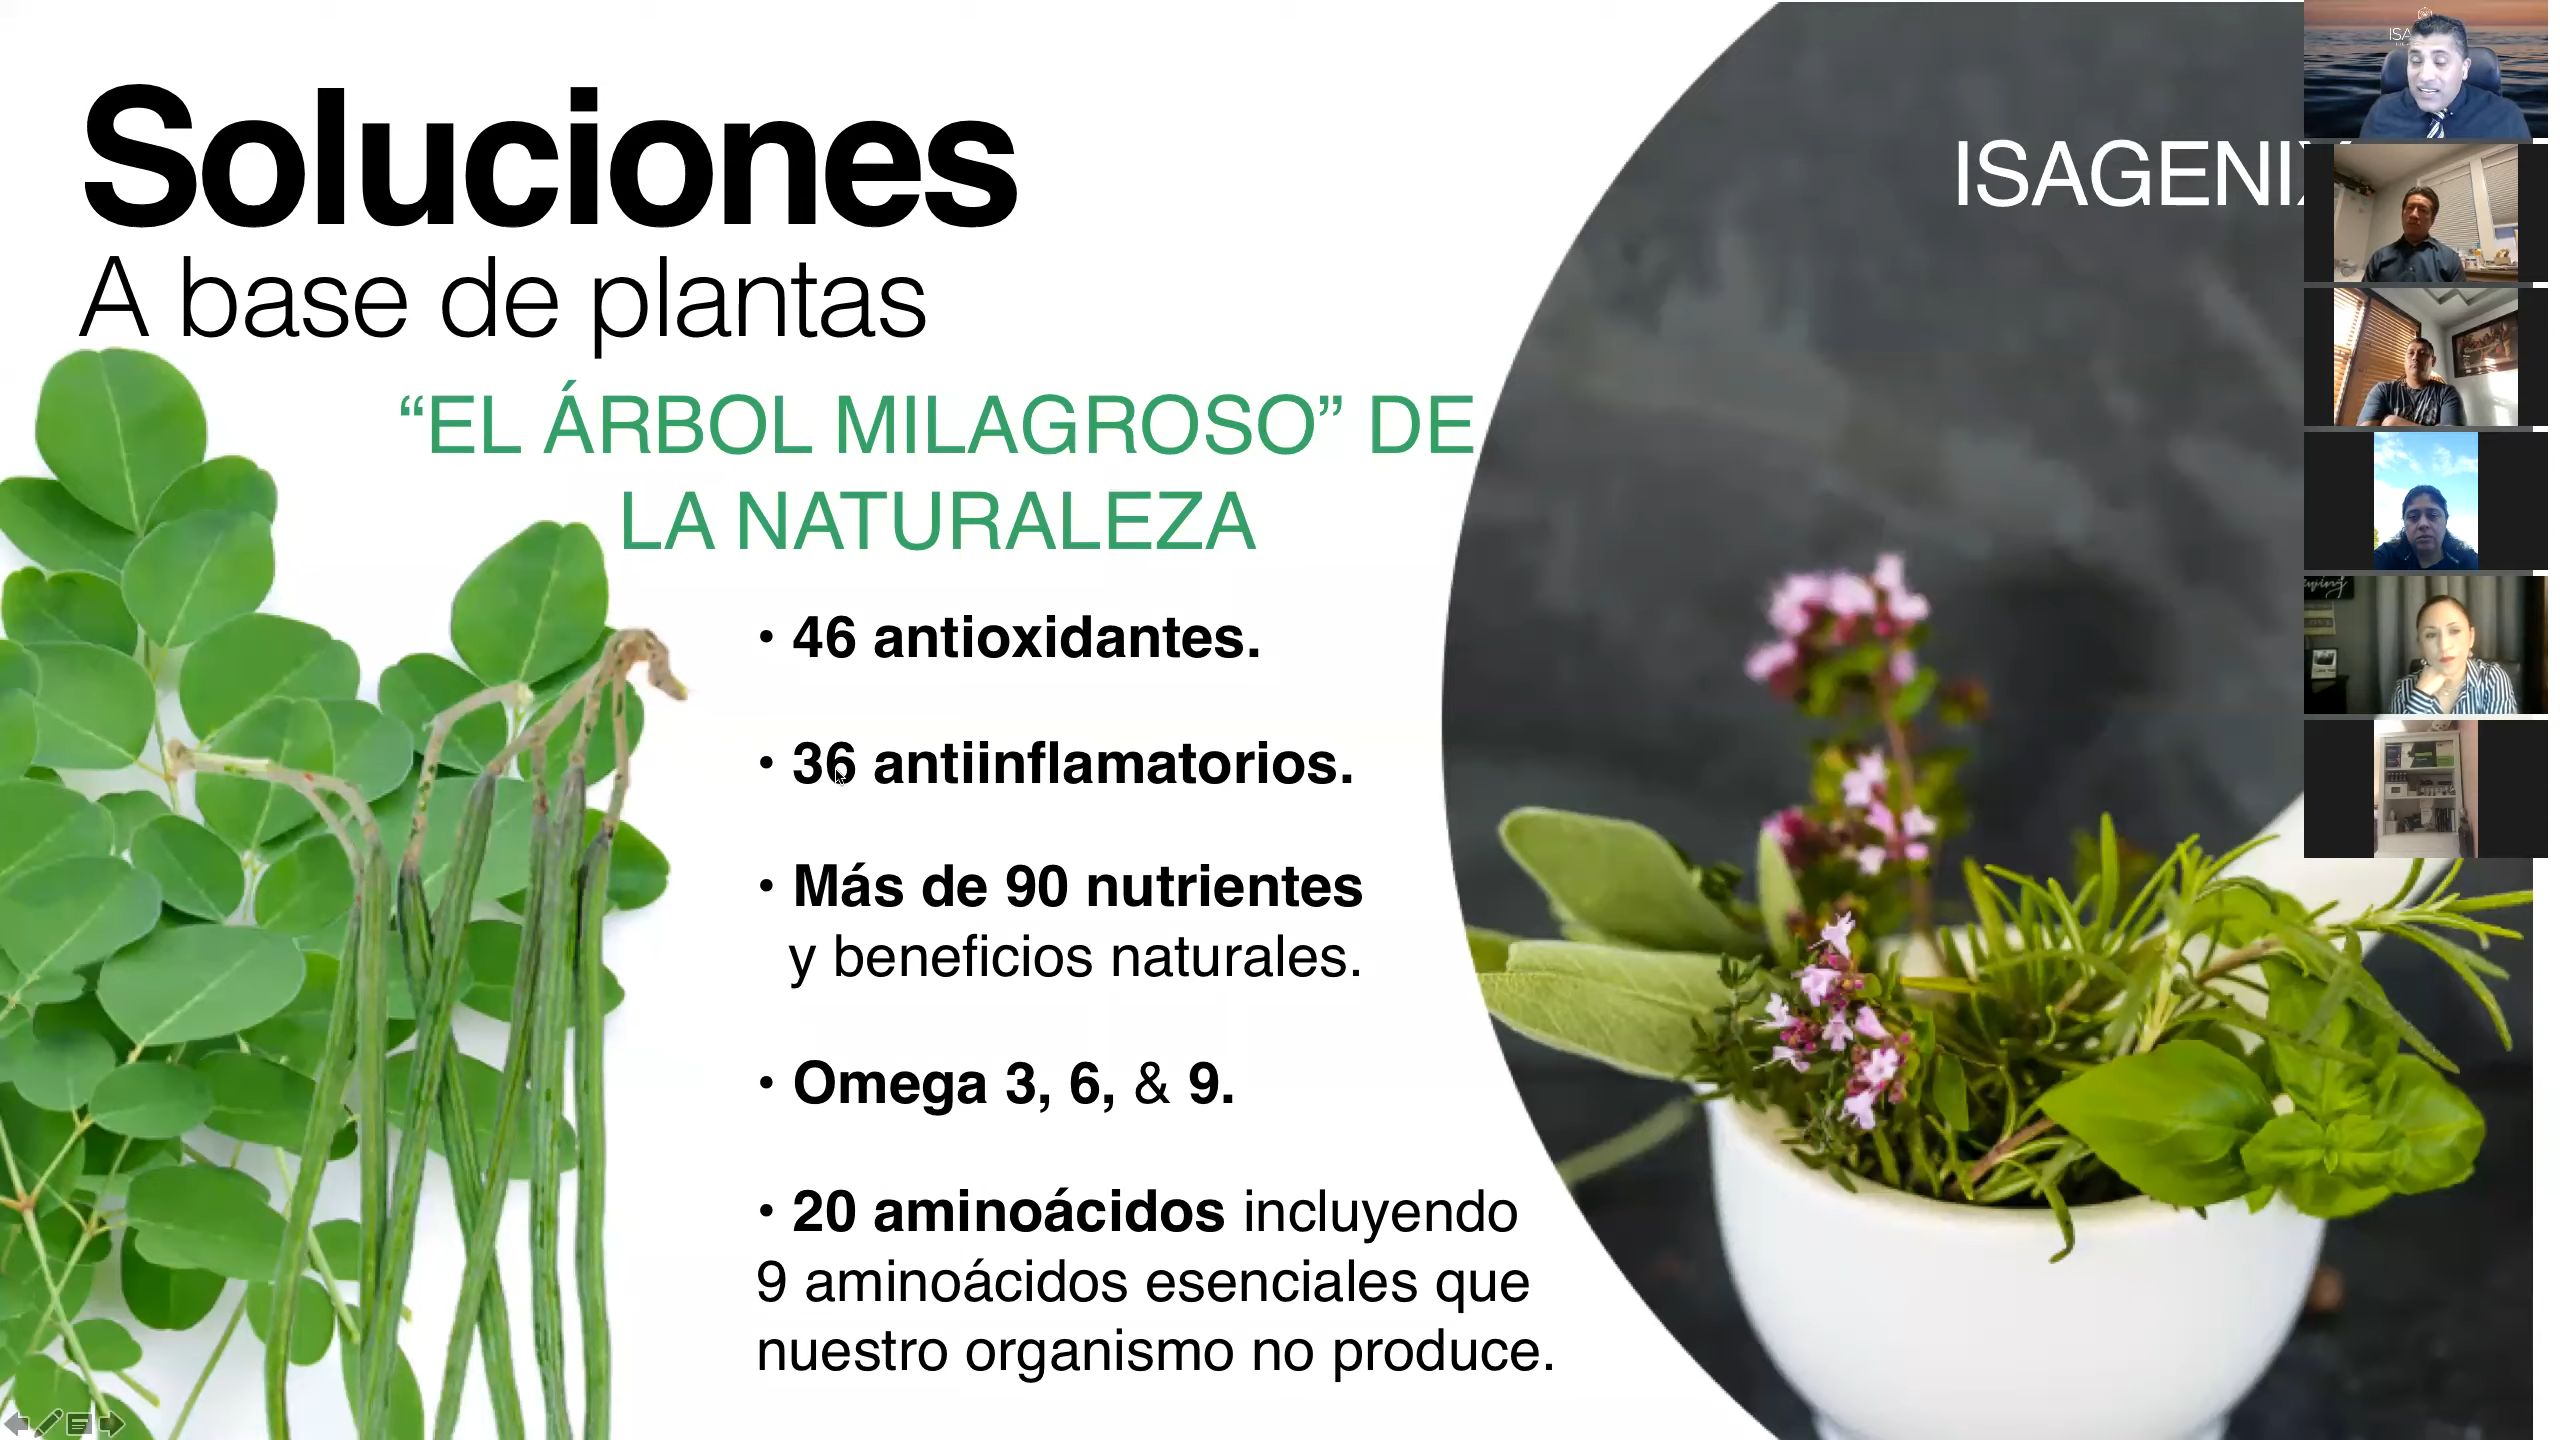 Soluciones
A base de plantas
“EL ÁRBOL MILAGROSO” DE
LA NATURALEZA
• 46 antioxidantes.
• 36 antiinflamatorios.
• Más de 90 nutrientes
y beneficios naturales.
• Omega 3, 6, & 9.
• 20 aminoácidos incluyendo
9 aminoácidos esenciales que
nuestro organismo no produce.
ISAGENIX